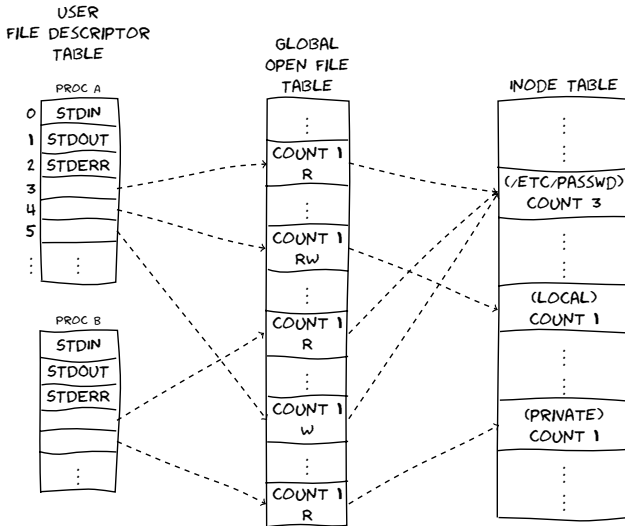 USER
FILE DESCRIPTOR
TABLE
PROC A
0 STDIN
1 STDOUT
2 STDERR
3
4
5
⋮ ⋮
PROC B
STDIN
STDOUT
STDERR
⋮
GLOBAL
OPEN FILE
TABLE
⋮
COUNT 1
R
⋮
COUNT 1
RW
⋮
COUNT 1
R
⋮
COUNT 1
W
⋮
COUNT 1
R
INODE TABLE
⋮
(/ETC/PASSWD)
COUNT 3
⋮
(LOCAL)
COUNT 1
⋮
(PRIVATE)
COUNT 1
⋮